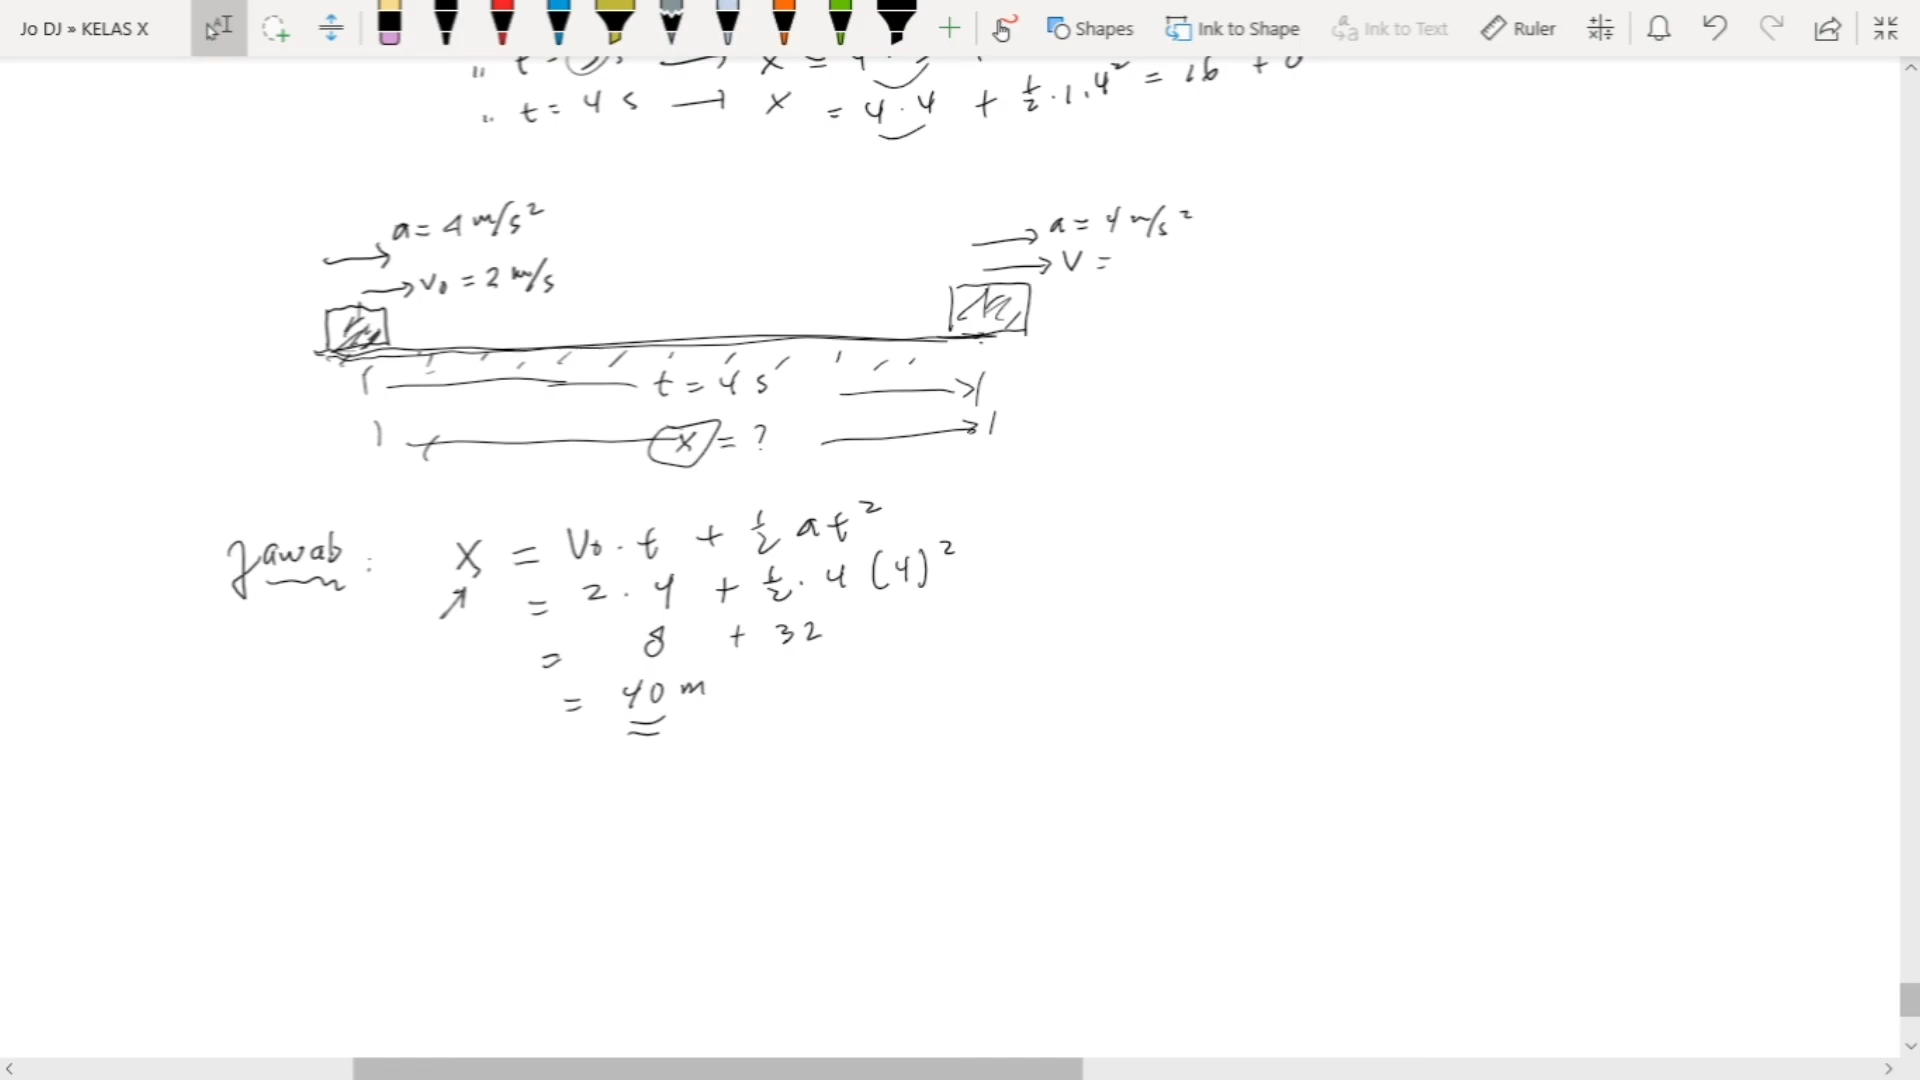 Jo DJ » KELAS X
Shapes
Ink to Shape
Ink to Text
Ruler
t = 4 s → x = 4 . 4 + ½ . 1 . 4² = 16 +
a = 4 m/s²
v₀ = 2 m/s
a = 4 m/s²
V =
t = 4 s
x = ?
Jawab : X = V₀ . t + ½ at²
= 2 . 4 + ½ . 4 (4)²
= 8 + 32
= 40 m